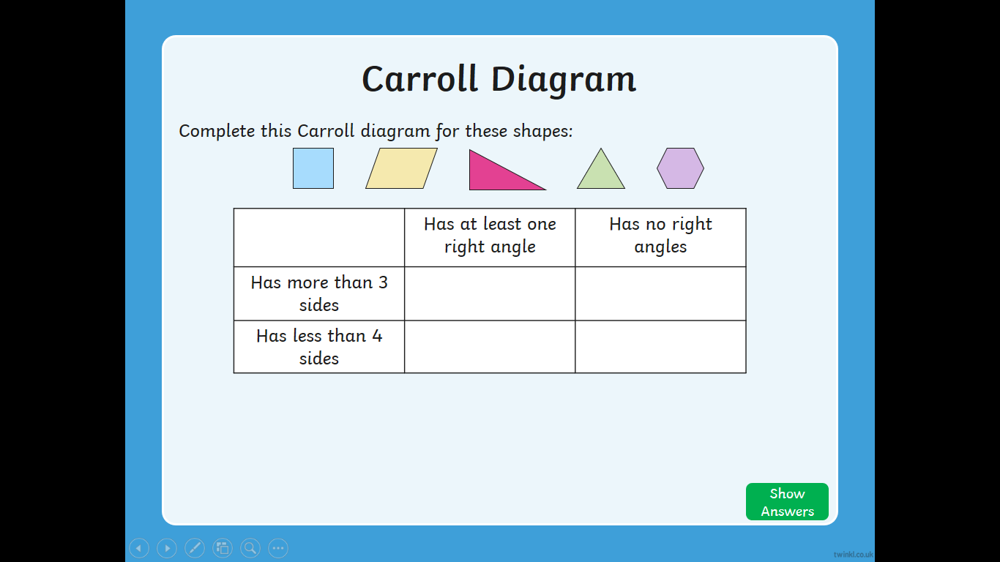 Carroll Diagram
Complete this Carroll diagram for these shapes:
Has at least one
right angle
Has no right
angles
Has more than 3
sides
Has less than 4
sides
Show
Answers
twinkl.co.uk